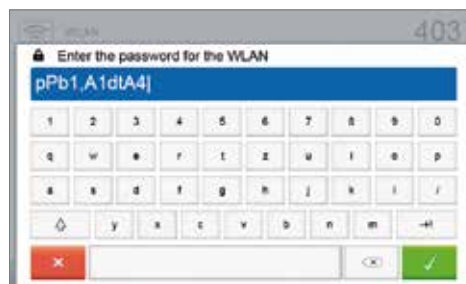 WLAN
403
Enter the password for the WLAN
pPb1,A1dtA4
1 2 3 4 5 6 7 8 9 0
q w e r t z u i o p
a s d f g h j k l /
y x c v b n m